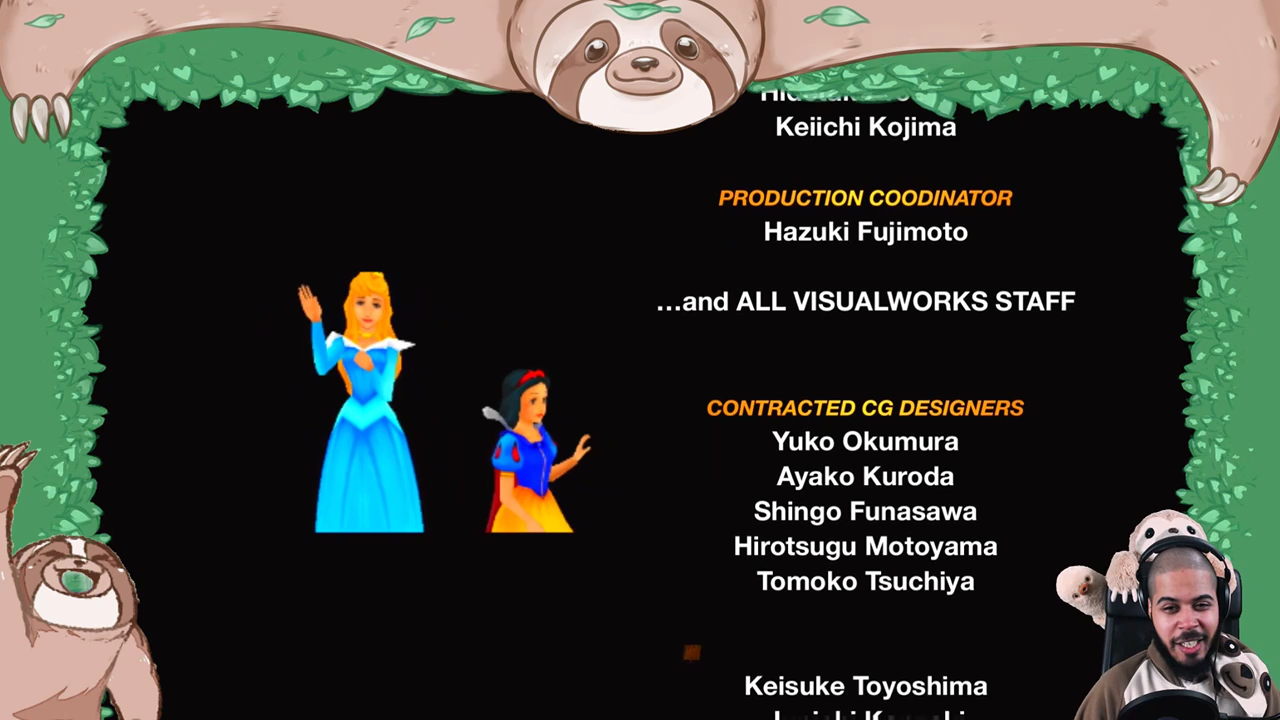 Keiichi Kojima
PRODUCTION COODINATOR
Hazuki Fujimoto
...and ALL VISUALWORKS STAFF
CONTRACTED CG DESIGNERS
Yuko Okumura
Ayako Kuroda
Shingo Funasawa
Hirotsugu Motoyama
Tomoko Tsuchiya
Keisuke Toyoshima